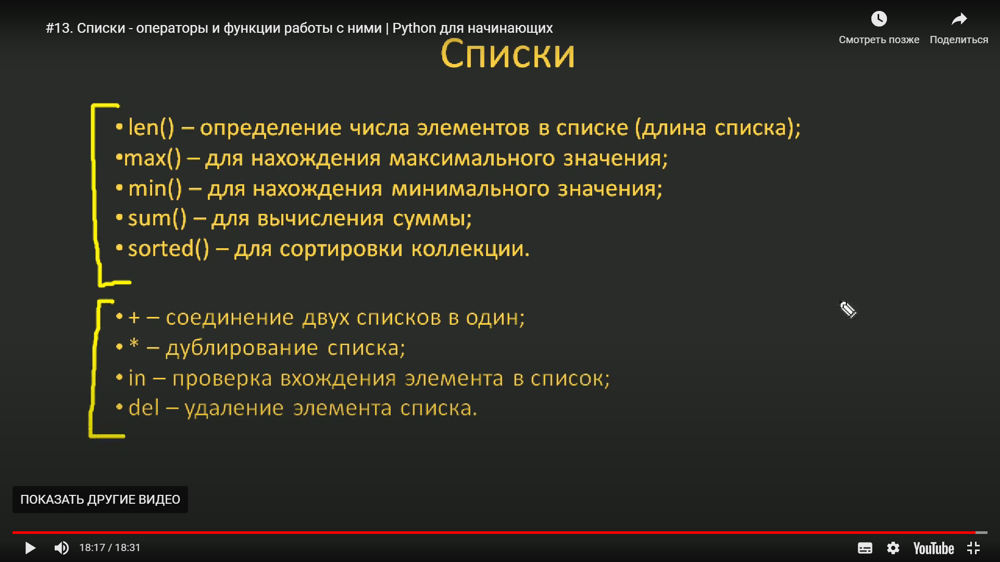 #13. Списки - операторы и функции работы с ними | Python для начинающих
Смотреть позже
Поделиться
Списки
• len() – определение числа элементов в списке (длина списка);
•max() – для нахождения максимального значения;
• min() – для нахождения минимального значения;
• sum() – для вычисления суммы;
• sorted() – для сортировки коллекции.
• + – соединение двух списков в один;
• * – дублирование списка;
• in – проверка вхождения элемента в список;
• del – удаление элемента списка.
ПОКАЗАТЬ ДРУГИЕ ВИДЕО
18:17 / 18:31
YouTube